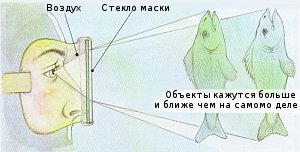 Воздух
Стекло маски
Объекты кажутся больше
и ближе чем на самомо деле